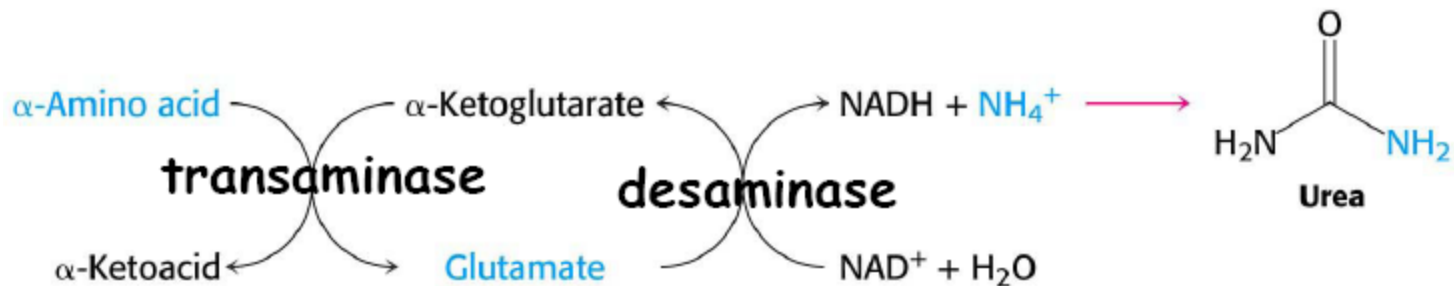 O
α-Amino acid α-Ketoglutarate NADH + NH₄⁺
H₂N NH₂
transaminase desaminase
Urea
α-Ketoacid Glutamate NAD⁺ + H₂O